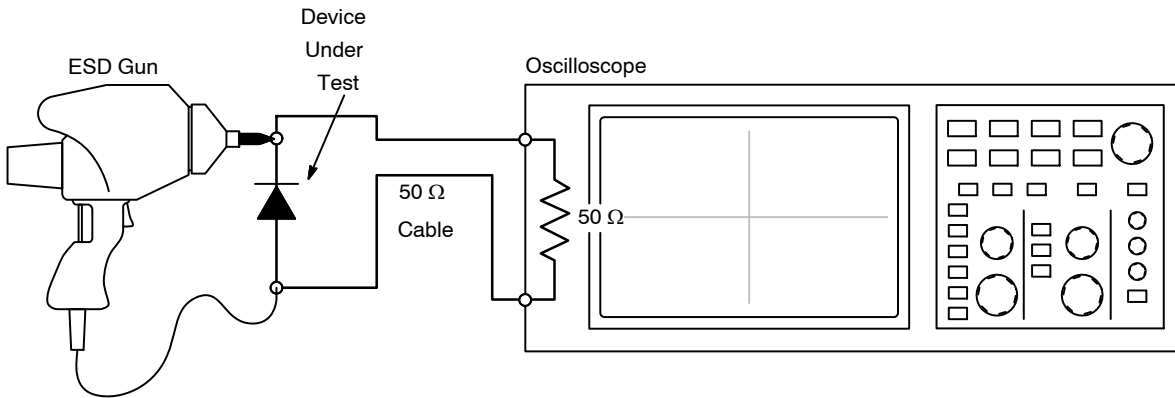 Device
Under
Test
ESD Gun
Oscilloscope
50 Ω
Cable
50 Ω